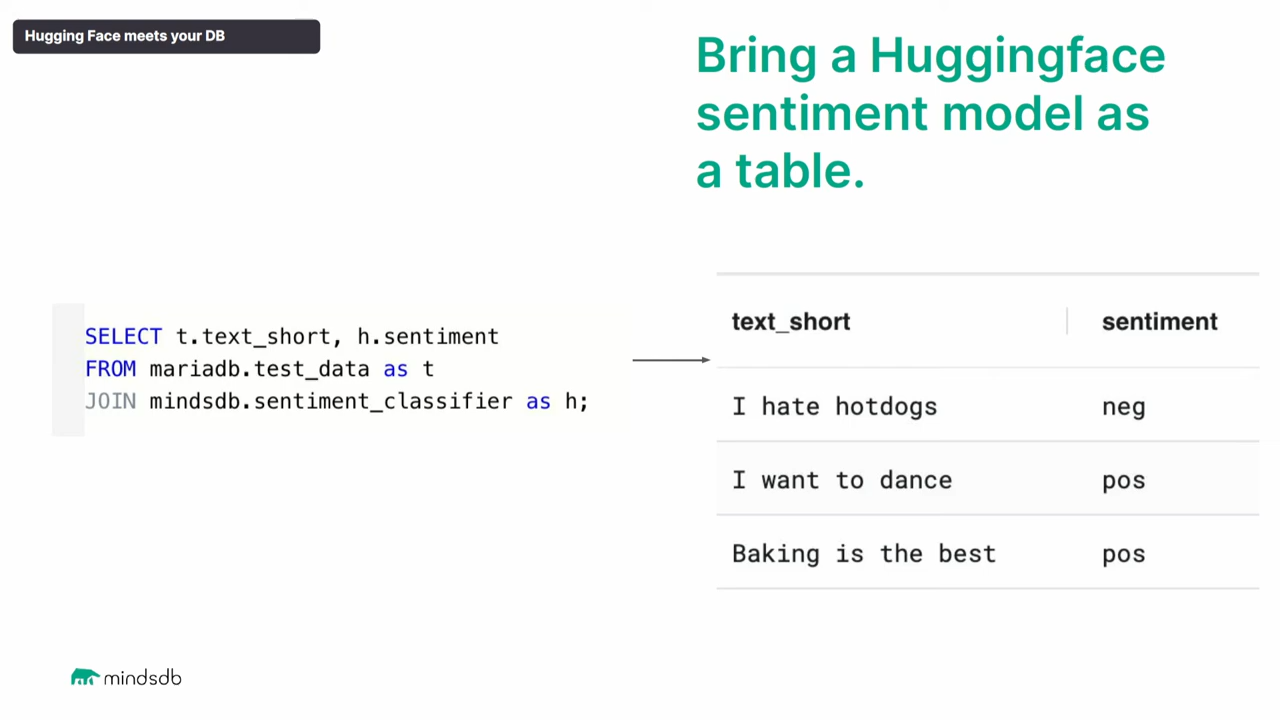 Hugging Face meets your DB
Bring a Huggingface
sentiment model as
a table.
SELECT t.text_short, h.sentiment
FROM mariadb.test_data as t
JOIN mindsdb.sentiment_classifier as h;
text_short sentiment
I hate hotdogs neg
I want to dance pos
Baking is the best pos
mindsdb